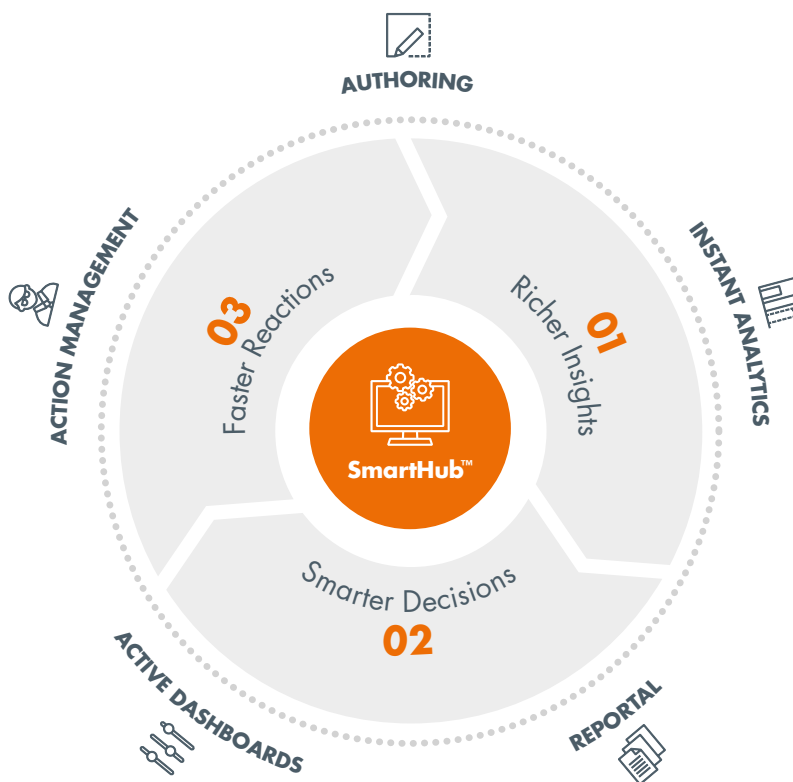 AUTHORING
INSTANT ANALYTICS
REPORTAL
ACTIVE DASHBOARDS
ACTION MANAGEMENT
01
Richer Insights
Smarter Decisions
02
03
Faster Reactions
SmartHub™